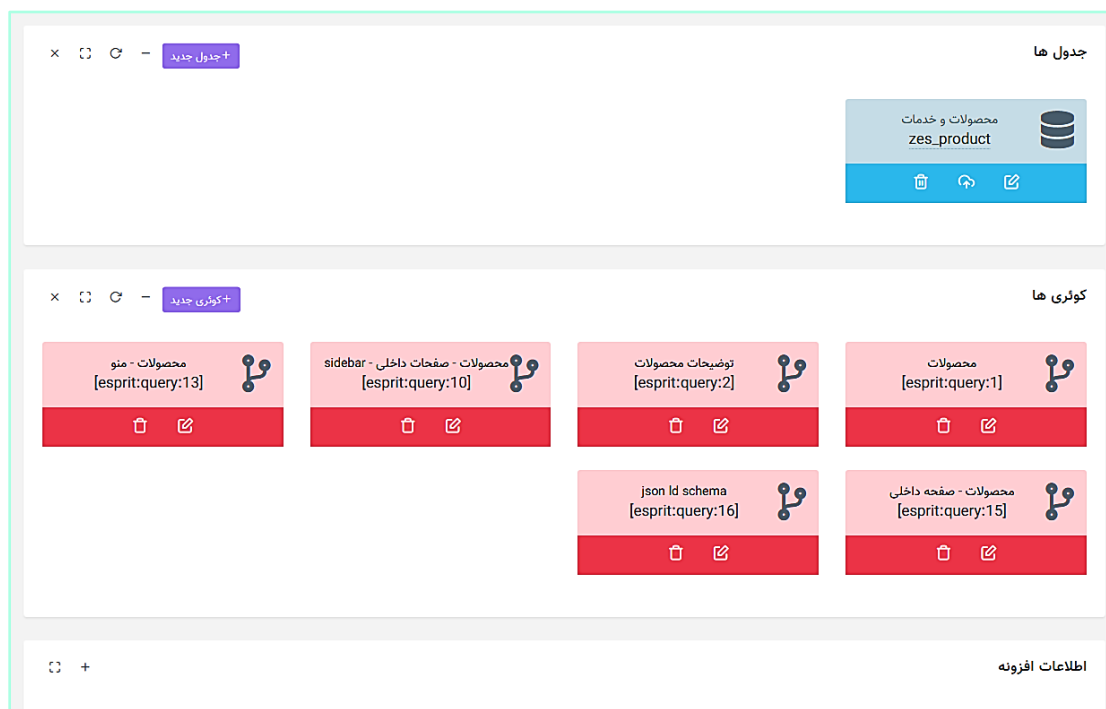 جدول ها
+جدول جدید
محصولات و خدمات
zes_product
کوئری ها
+کوئری جدید
محصولات
[esprit:query:1]
توضیحات محصولات
[esprit:query:2]
محصولات - صفحات داخلی - sidebar
[esprit:query:10]
محصولات - منو
[esprit:query:13]
محصولات - صفحه داخلی
[esprit:query:15]
json ld schema
[esprit:query:16]
اطلاعات افزونه